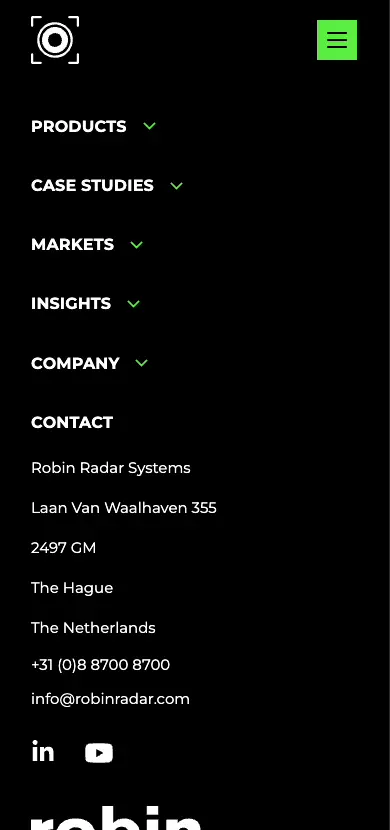 PRODUCTS
CASE STUDIES
MARKETS
INSIGHTS
COMPANY
CONTACT
Robin Radar Systems
Laan Van Waalhaven 355
2497 GM
The Hague
The Netherlands
+31 (0)8 8700 8700
info@robinradar.com
in
robin